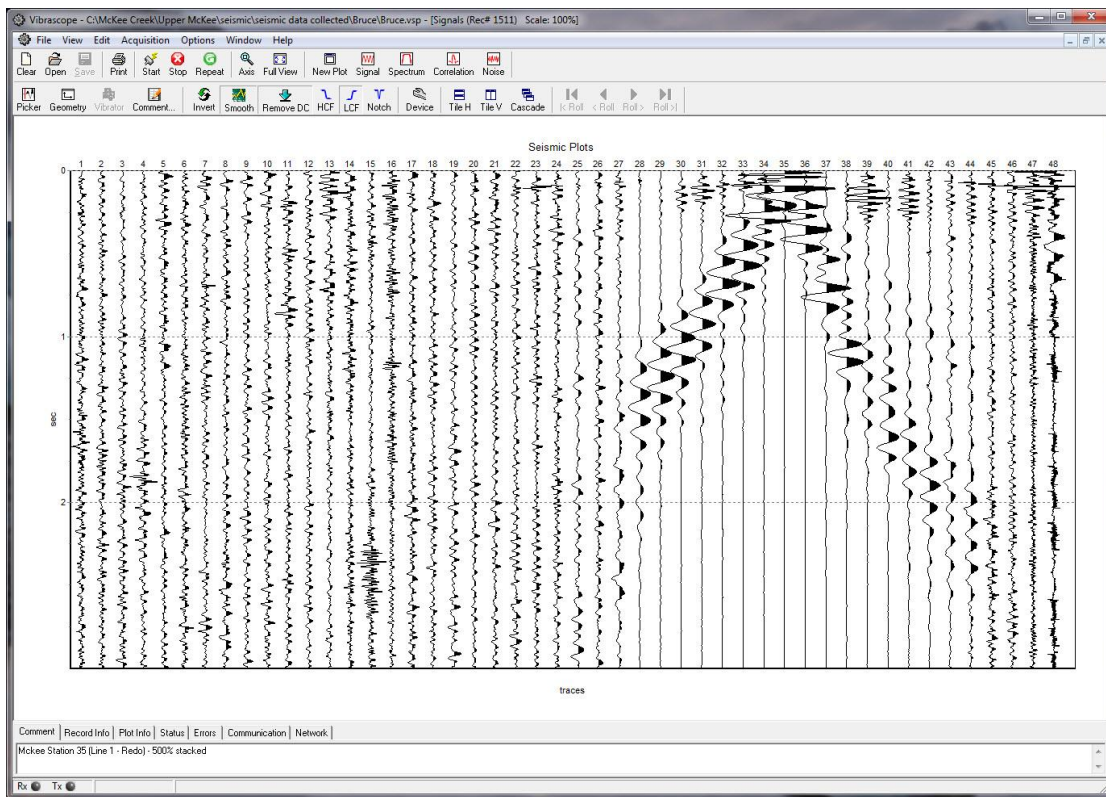 Vibrascope - C:\McKee Creek\Upper McKee\seismic\seismic data collected\Bruce\Bruce.vsp - [Signals (Rec# 1511) Scale: 100%]
File View Edit Acquisition Options Window Help
Clear Open Save Print Start Stop Repeat Axis Full View New Plot Signal Spectrum Correlation Noise
Picker Geometry Vibrator Comment... Invert Smooth Remove DC HCF LCF Notch Device Tile H Tile V Cascade |< Roll < Roll Roll > Roll >|
Seismic Plots
1 2 3 4 5 6 7 8 9 10 11 12 13 14 15 16 17 18 19 20 21 22 23 24 25 26 27 28 29 30 31 32 33 34 35 36 37 38 39 40 41 42 43 44 45 46 47 48
0
1
sec
2
traces
Comment Record Info Plot Info Status Errors Communication Network
Mckee Station 35 (Line 1 - Redo) - 500% stacked
Rx Tx